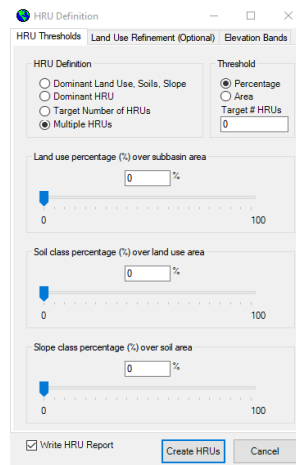 HRU Definition
HRU Thresholds Land Use Refinement (Optional) Elevation Bands
HRU Definition Threshold
Dominant Land Use, Soils, Slope Percentage
Dominant HRU Area
Target Number of HRUs Target # HRUs
Multiple HRUs 0
Land use percentage (%) over subbasin area
0 %
0 100
Soil class percentage (%) over land use area
0 %
0 100
Slope class percentage (%) over soil area
0 %
0 100
Write HRU Report Create HRUs Cancel